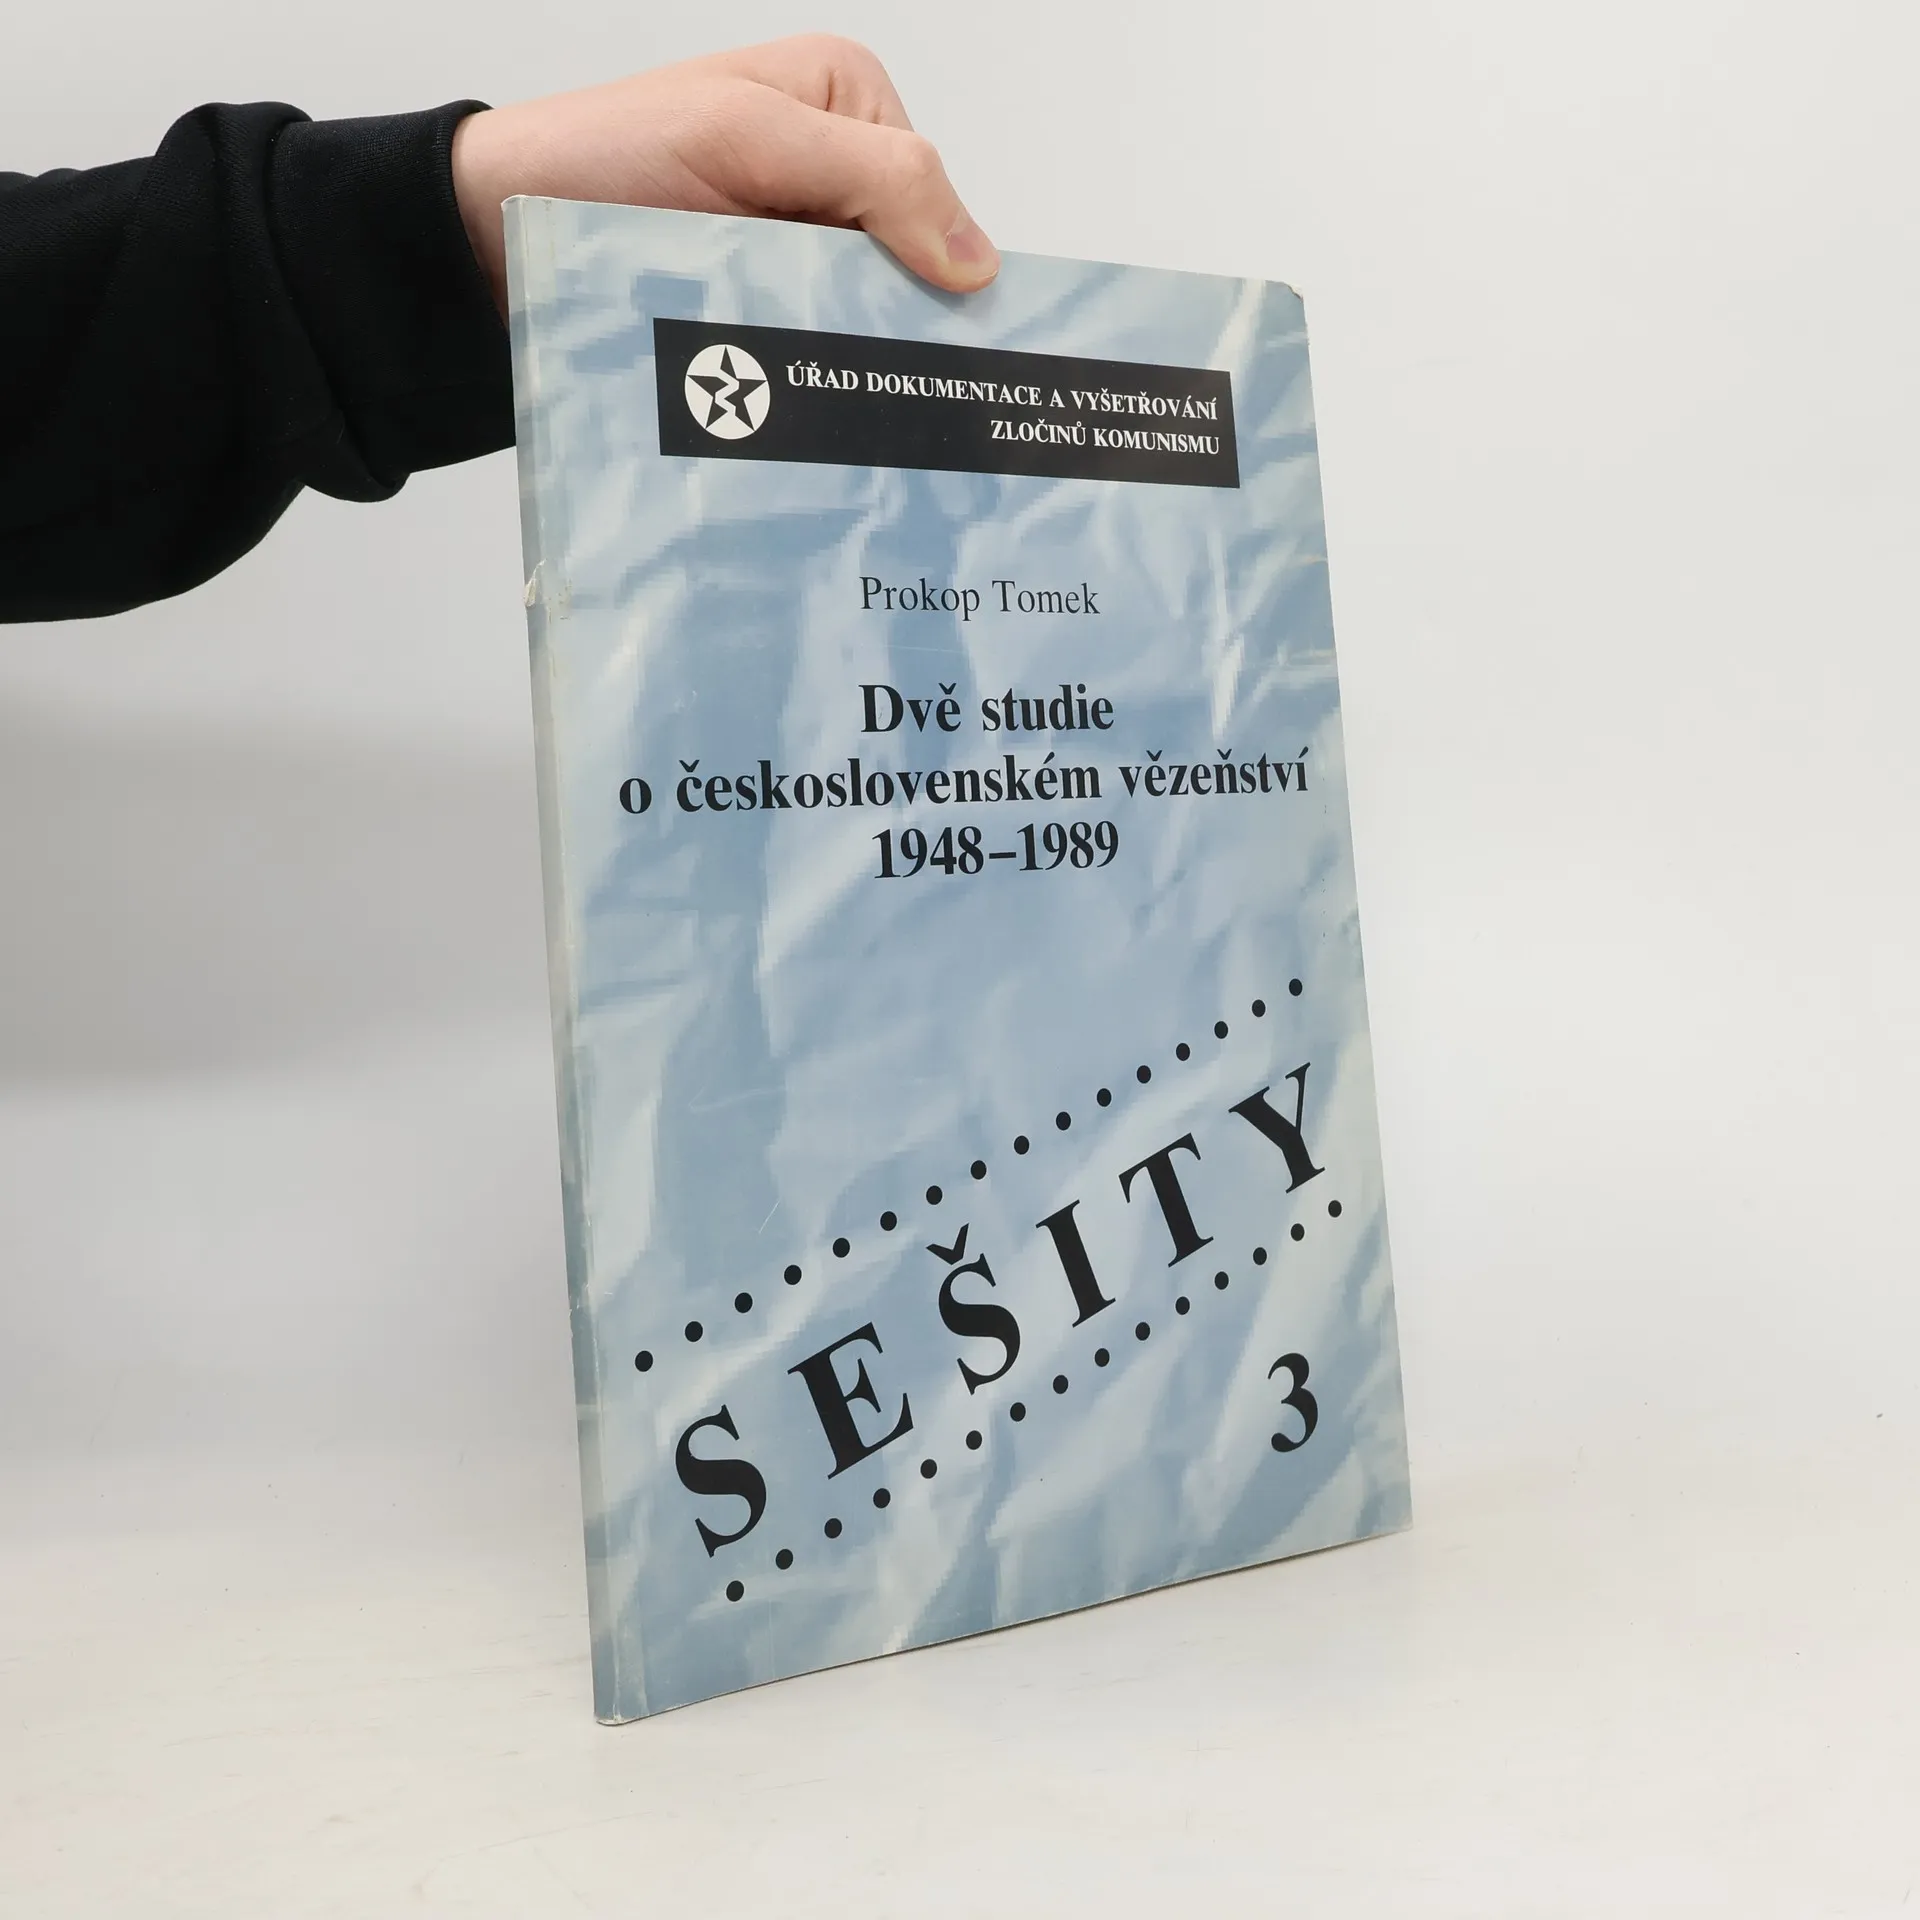 ÚŘAD DOKUMENTACE A VYŠETŘOVÁNÍ
ZLOČINŮ KOMUNISMU
Prokop Tomek
Dvě studie
o československém vězeňství
1948–1989
SEŠITY
3